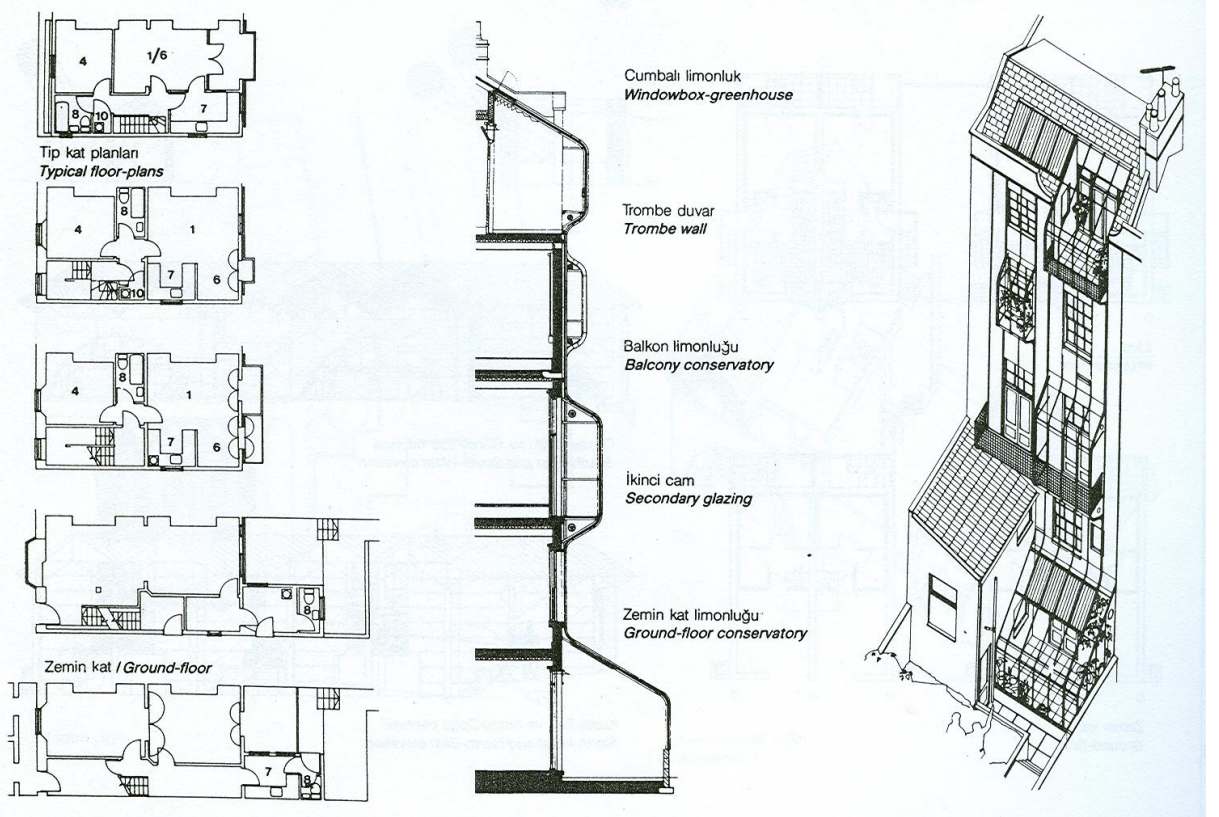 4
1/6
7
8
10
Tip kat planları
Typical floor-plans
8
4
1
7
6
10
8
4
1
7
6
8
Zemin kat / Ground-floor
7
8
Cumbalı limonluk
Windowbox-greenhouse
Trombe duvar
Trombe wall
Balkon limonluğu
Balcony conservatory
İkinci cam
Secondary glazing
Zemin kat limonluğu
Ground-floor conservatory